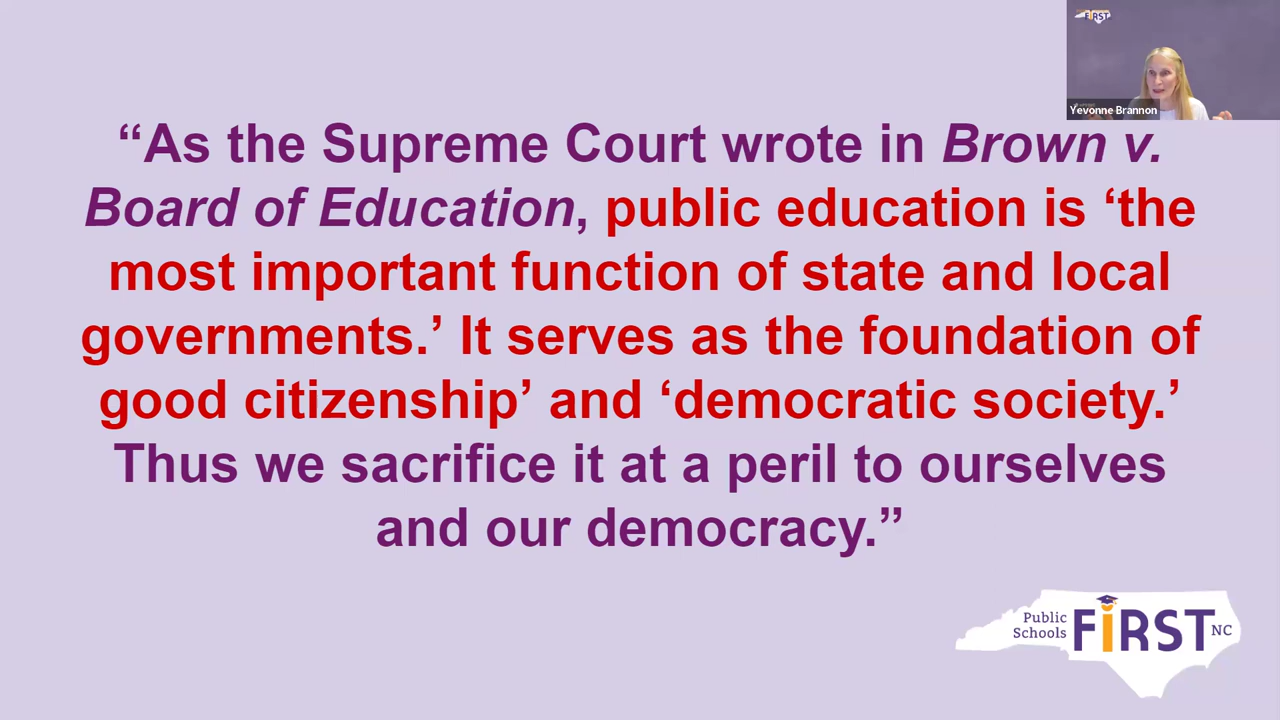 FiRST
Yevonne Brannon
“As the Supreme Court wrote in Brown v.
Board of Education, public education is ‘the
most important function of state and local
governments.’ It serves as the foundation of
good citizenship’ and ‘democratic society.’
Thus we sacrifice it at a peril to ourselves
and our democracy.”
Public
Schools
FiRST NC